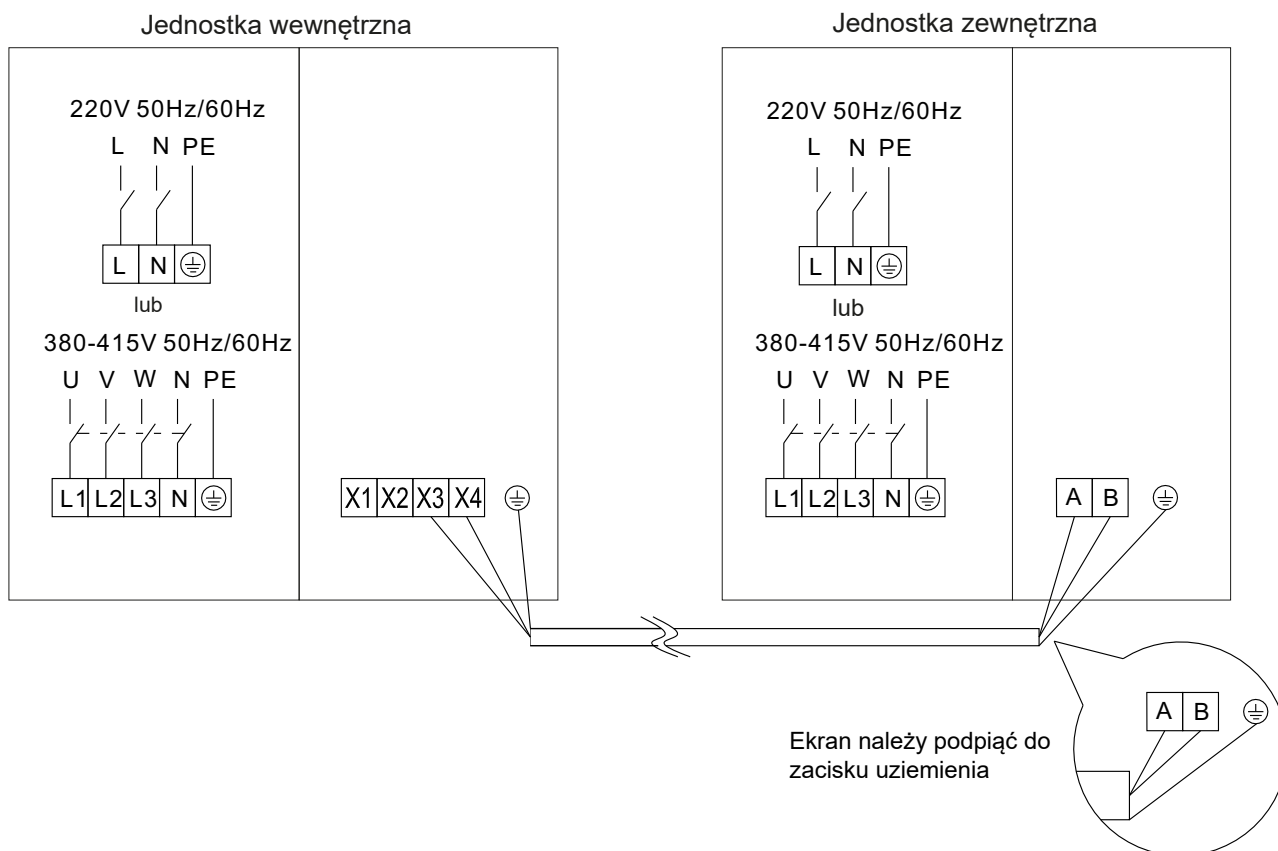 Jednostka wewnętrzna
220V 50Hz/60Hz
L N PE
L N
lub
380-415V 50Hz/60Hz
U V W N PE
L1 L2 L3 N
X1 X2 X3 X4
Jednostka zewnętrzna
220V 50Hz/60Hz
L N PE
L N
lub
380-415V 50Hz/60Hz
U V W N PE
L1 L2 L3 N
A B
Ekran należy podpiąć do
zacisku uziemienia
A B